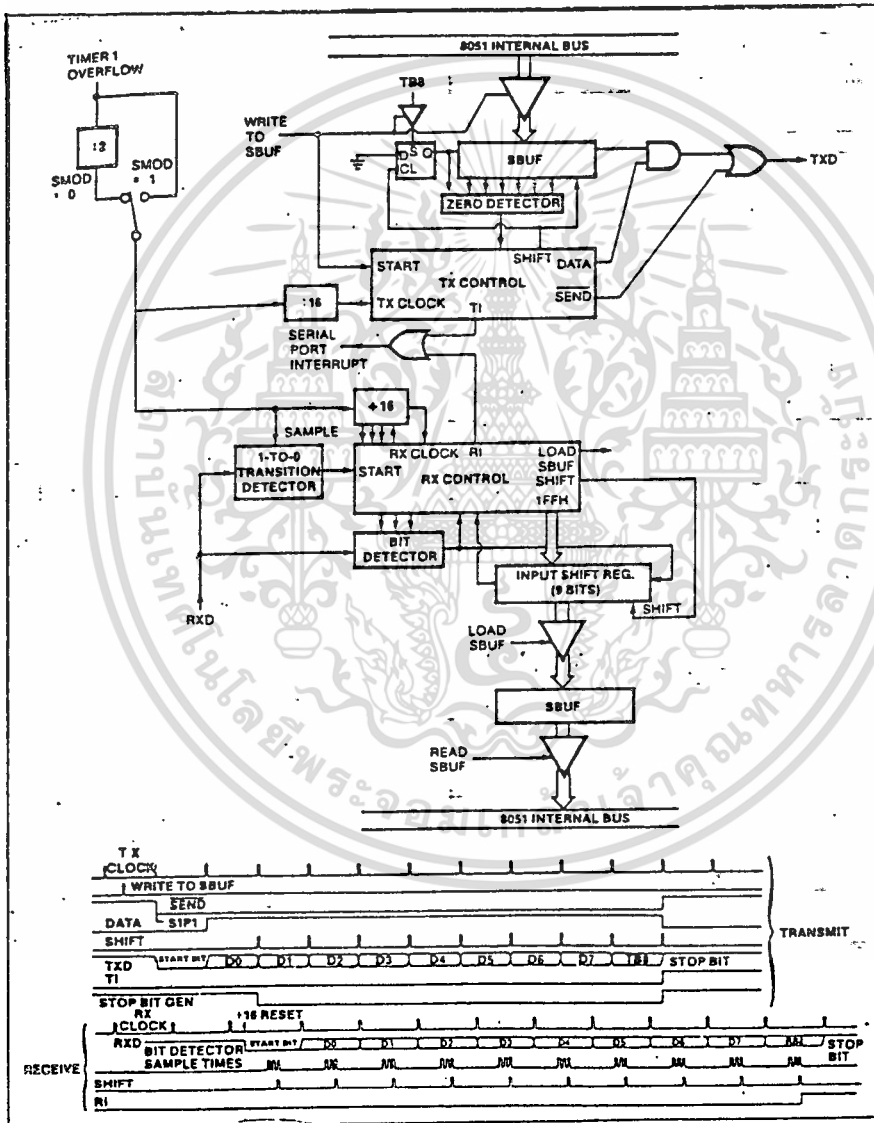 8051 INTERNAL BUS
TIMER 1
OVERFLOW
TB8
WRITE
TO
SBUF
÷2
SMOD
= 0
SMOD
= 1
D S Q
CL
SBUF
TXD
ZERO DETECTOR
START
SHIFT
DATA
TX CONTROL
÷16
TX CLOCK
TI
SEND
SERIAL
PORT
INTERRUPT
÷16
SAMPLE
1-TO-0
TRANSITION
DETECTOR
START
RX CLOCK
RI
LOAD
SBUF
RX CONTROL
SHIFT
1FFH
BIT
DETECTOR
INPUT SHIFT REG.
(9 BITS)
RXD
SHIFT
LOAD
SBUF
SBUF
READ
SBUF
8051 INTERNAL BUS
TX
CLOCK
WRITE TO SBUF
SEND
DATA
S1P1
SHIFT
TRANSMIT
TXD START BIT D0 D1 D2 D3 D4 D5 D6 D7 TB8 STOP BIT
TI
STOP BIT GEN
RX
CLOCK
÷16 RESET
RXD START BIT D0 D1 D2 D3 D4 D5 D6 D7 RB8 STOP
BIT
BIT DETECTOR
SAMPLE TIMES
RECEIVE
SHIFT
RI